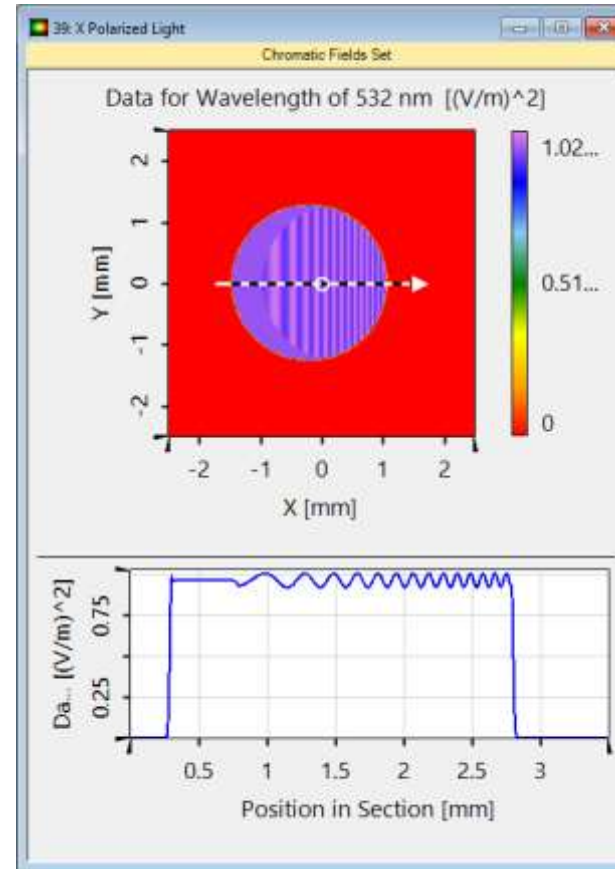 39: X Polarized Light
Chromatic Fields Set
Data for Wavelength of 532 nm [(V/m)^2]
2
1
0
-1
-2
Y [mm]
-2 -1 0 1 2
X [mm]
1.02...
0.51...
0
Da... [(V/m)^2]
0.75
0.25
0.5 1 1.5 2 2.5 3
Position in Section [mm]